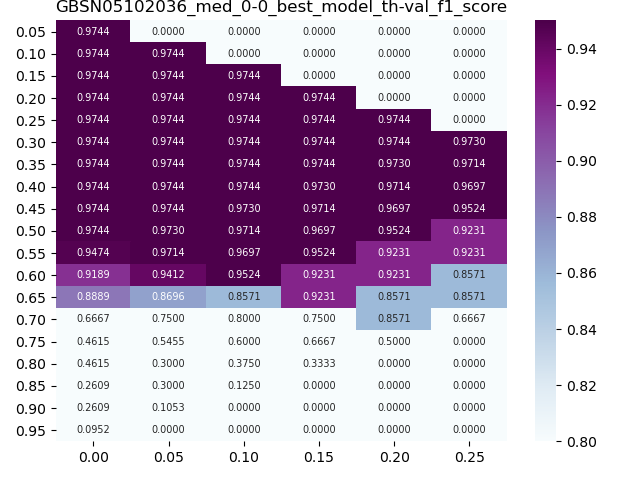 GBSN05102036_med_0-0_best_model_th-val_f1_score
0.05 0.9744 0.0000 0.0000 0.0000 0.0000 0.0000
0.10 0.9744 0.9744 0.0000 0.0000 0.0000 0.0000
0.15 0.9744 0.9744 0.9744 0.0000 0.0000 0.0000
0.20 0.9744 0.9744 0.9744 0.9744 0.0000 0.0000
0.25 0.9744 0.9744 0.9744 0.9744 0.9744 0.0000
0.30 0.9744 0.9744 0.9744 0.9744 0.9744 0.9730
0.35 0.9744 0.9744 0.9744 0.9744 0.9730 0.9714
0.40 0.9744 0.9744 0.9744 0.9730 0.9714 0.9697
0.45 0.9744 0.9744 0.9730 0.9714 0.9697 0.9524
0.50 0.9744 0.9730 0.9714 0.9697 0.9524 0.9231
0.55 0.9474 0.9714 0.9697 0.9524 0.9231 0.9231
0.60 0.9189 0.9412 0.9524 0.9231 0.9231 0.8571
0.65 0.8889 0.8696 0.8571 0.9231 0.8571 0.8571
0.70 0.6667 0.7500 0.8000 0.7500 0.8571 0.6667
0.75 0.4615 0.5455 0.6000 0.6667 0.5000 0.0000
0.80 0.4615 0.3000 0.3750 0.3333 0.0000 0.0000
0.85 0.2609 0.3000 0.1250 0.0000 0.0000 0.0000
0.90 0.2609 0.1053 0.0000 0.0000 0.0000 0.0000
0.95 0.0952 0.0000 0.0000 0.0000 0.0000 0.0000
0.00 0.05 0.10 0.15 0.20 0.25
0.94
0.92
0.90
0.88
0.86
0.84
0.82
0.80